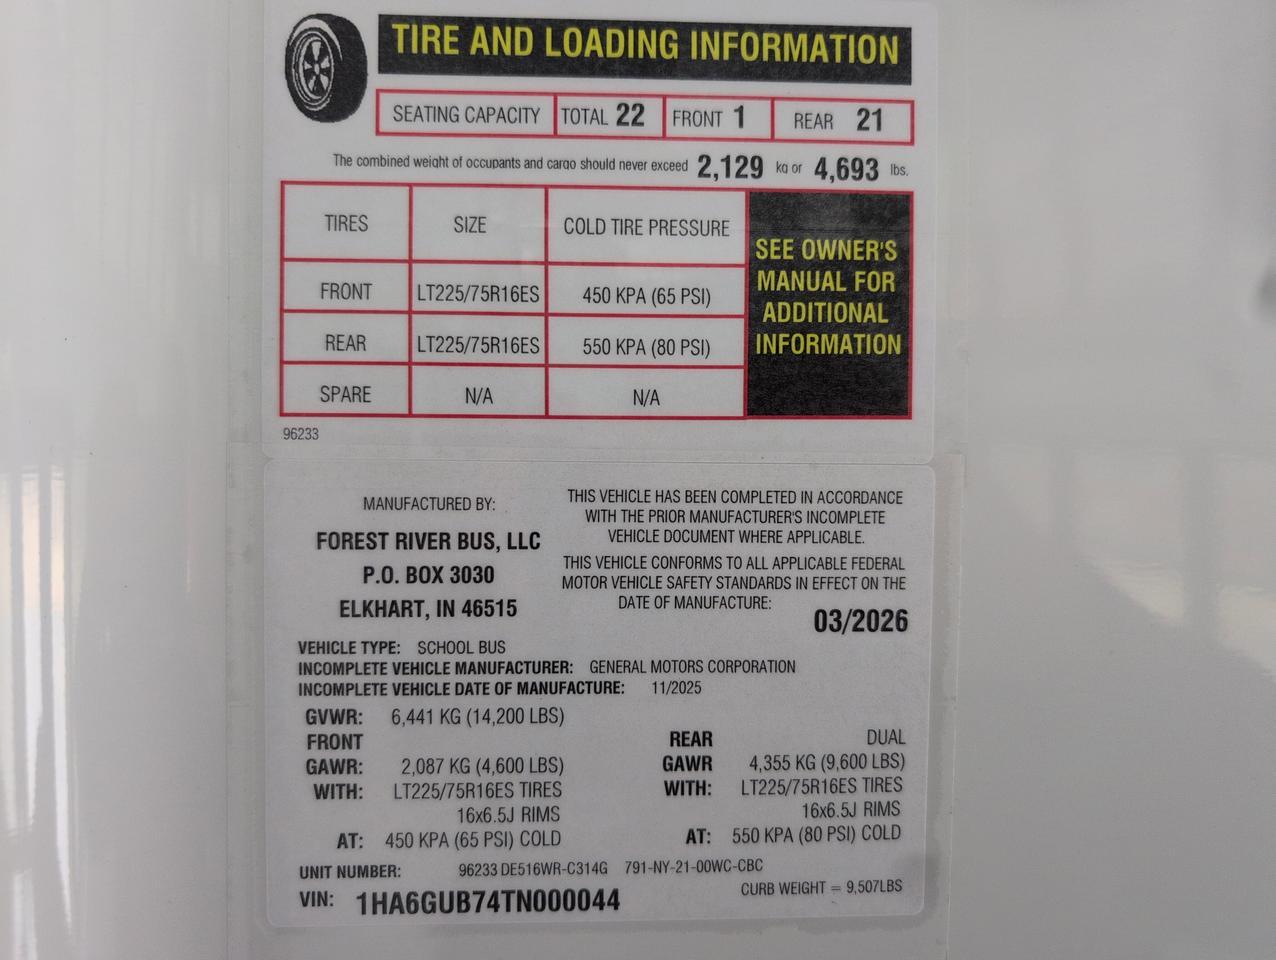 TIRE AND LOADING INFORMATION
SEATING CAPACITY TOTAL 22 FRONT 1 REAR 21
The combined weight of occupants and cargo should never exceed 2,129 kg or 4,693 lbs.
TIRES SIZE COLD TIRE PRESSURE
FRONT LT225/75R16ES 450 KPA (65 PSI)
REAR LT225/75R16ES 550 KPA (80 PSI)
SPARE N/A N/A
SEE OWNER'S
MANUAL FOR
ADDITIONAL
INFORMATION
96233
MANUFACTURED BY:
FOREST RIVER BUS, LLC
P.O. BOX 3030
ELKHART, IN 46515
THIS VEHICLE HAS BEEN COMPLETED IN ACCORDANCE
WITH THE PRIOR MANUFACTURER'S INCOMPLETE
VEHICLE DOCUMENT WHERE APPLICABLE.
THIS VEHICLE CONFORMS TO ALL APPLICABLE FEDERAL
MOTOR VEHICLE SAFETY STANDARDS IN EFFECT ON THE
DATE OF MANUFACTURE:
03/2026
VEHICLE TYPE: SCHOOL BUS
INCOMPLETE VEHICLE MANUFACTURER: GENERAL MOTORS CORPORATION
INCOMPLETE VEHICLE DATE OF MANUFACTURE: 11/2025
GVWR: 6,441 KG (14,200 LBS)
FRONT
GAWR: 2,087 KG (4,600 LBS)
WITH: LT225/75R16ES TIRES
16x6.5J RIMS
AT: 450 KPA (65 PSI) COLD
REAR DUAL
GAWR 4,355 KG (9,600 LBS)
WITH: LT225/75R16ES TIRES
16x6.5J RIMS
AT: 550 KPA (80 PSI) COLD
UNIT NUMBER: 96233 DE516WR-C314G 791-NY-21-00WC-CBC
CURB WEIGHT = 9,507LBS
VIN: 1HA6GUB74TN000044